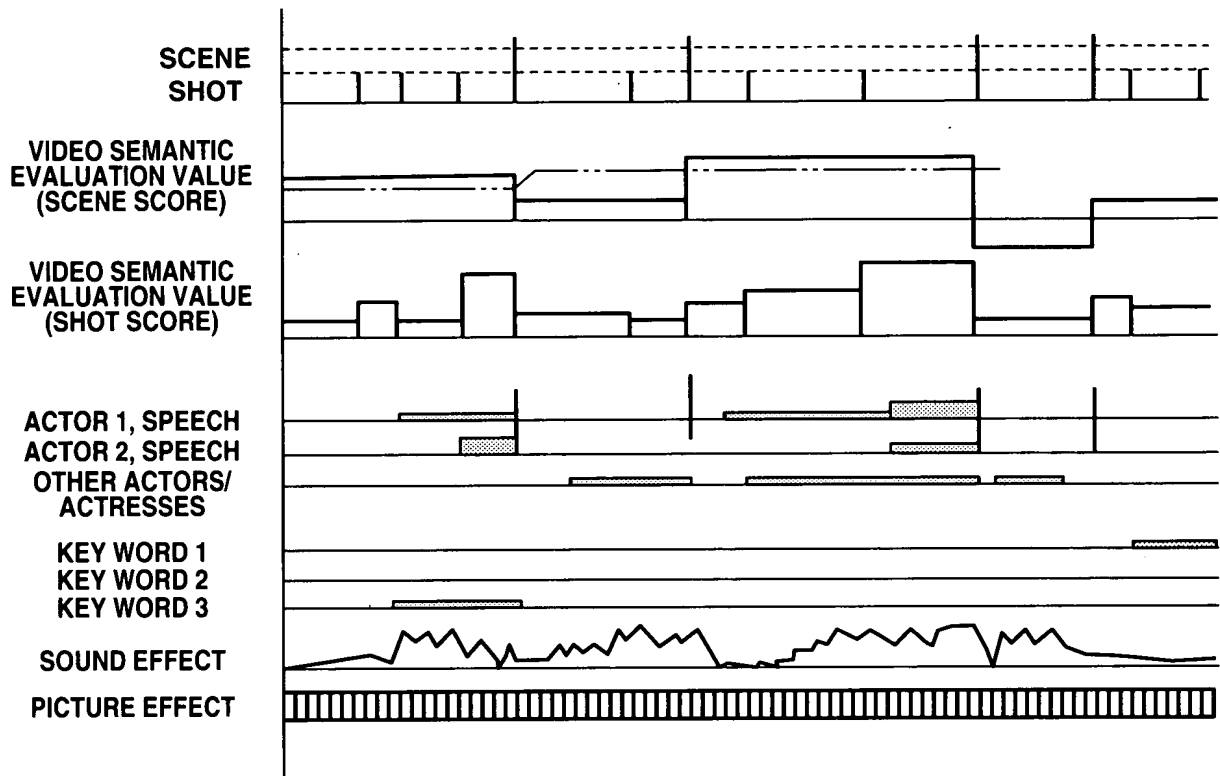 SCENE
SHOT
VIDEO SEMANTIC
EVALUATION VALUE
(SCENE SCORE)
VIDEO SEMANTIC
EVALUATION VALUE
(SHOT SCORE)
ACTOR 1, SPEECH
ACTOR 2, SPEECH
OTHER ACTORS/
ACTRESSES
KEY WORD 1
KEY WORD 2
KEY WORD 3
SOUND EFFECT
PICTURE EFFECT